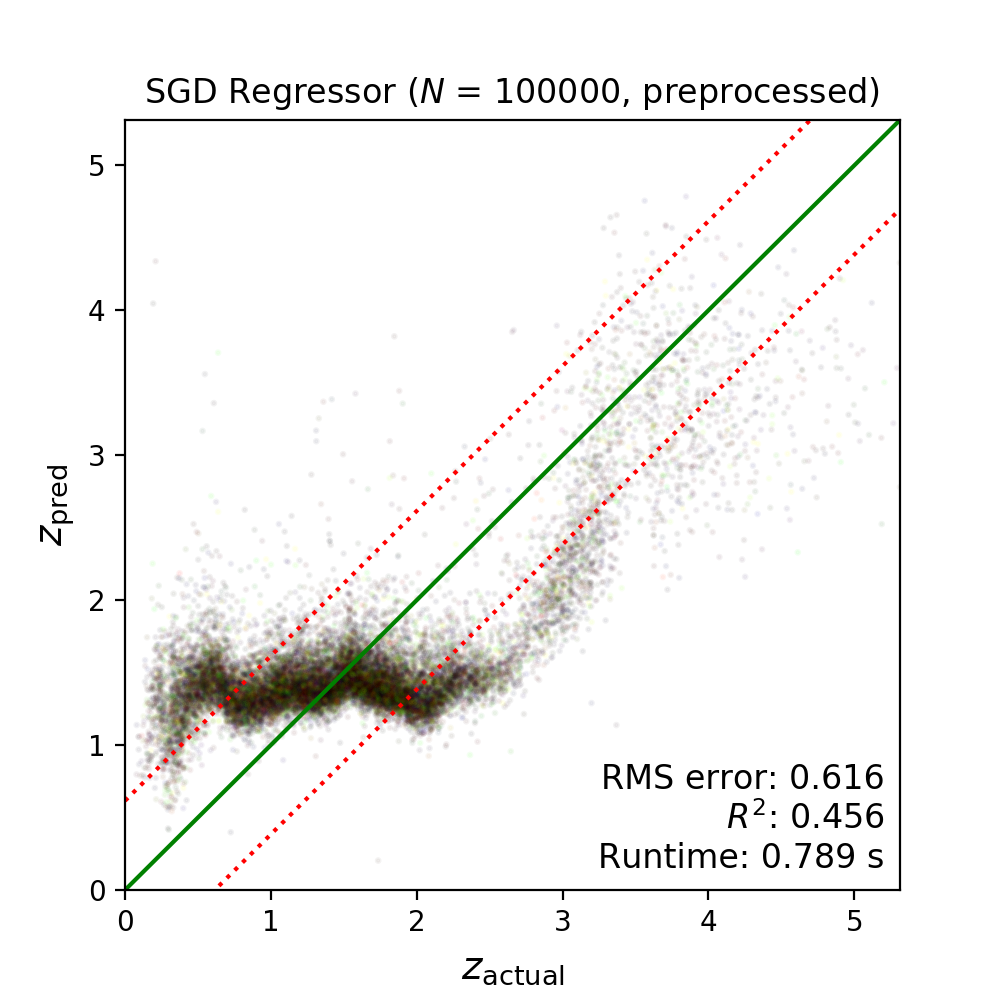 SGD Regressor (N = 100000, preprocessed)
5
4
3
2
1
0
z_pred
RMS error: 0.616
R²: 0.456
Runtime: 0.789 s
0 1 2 3 4 5
z_actual